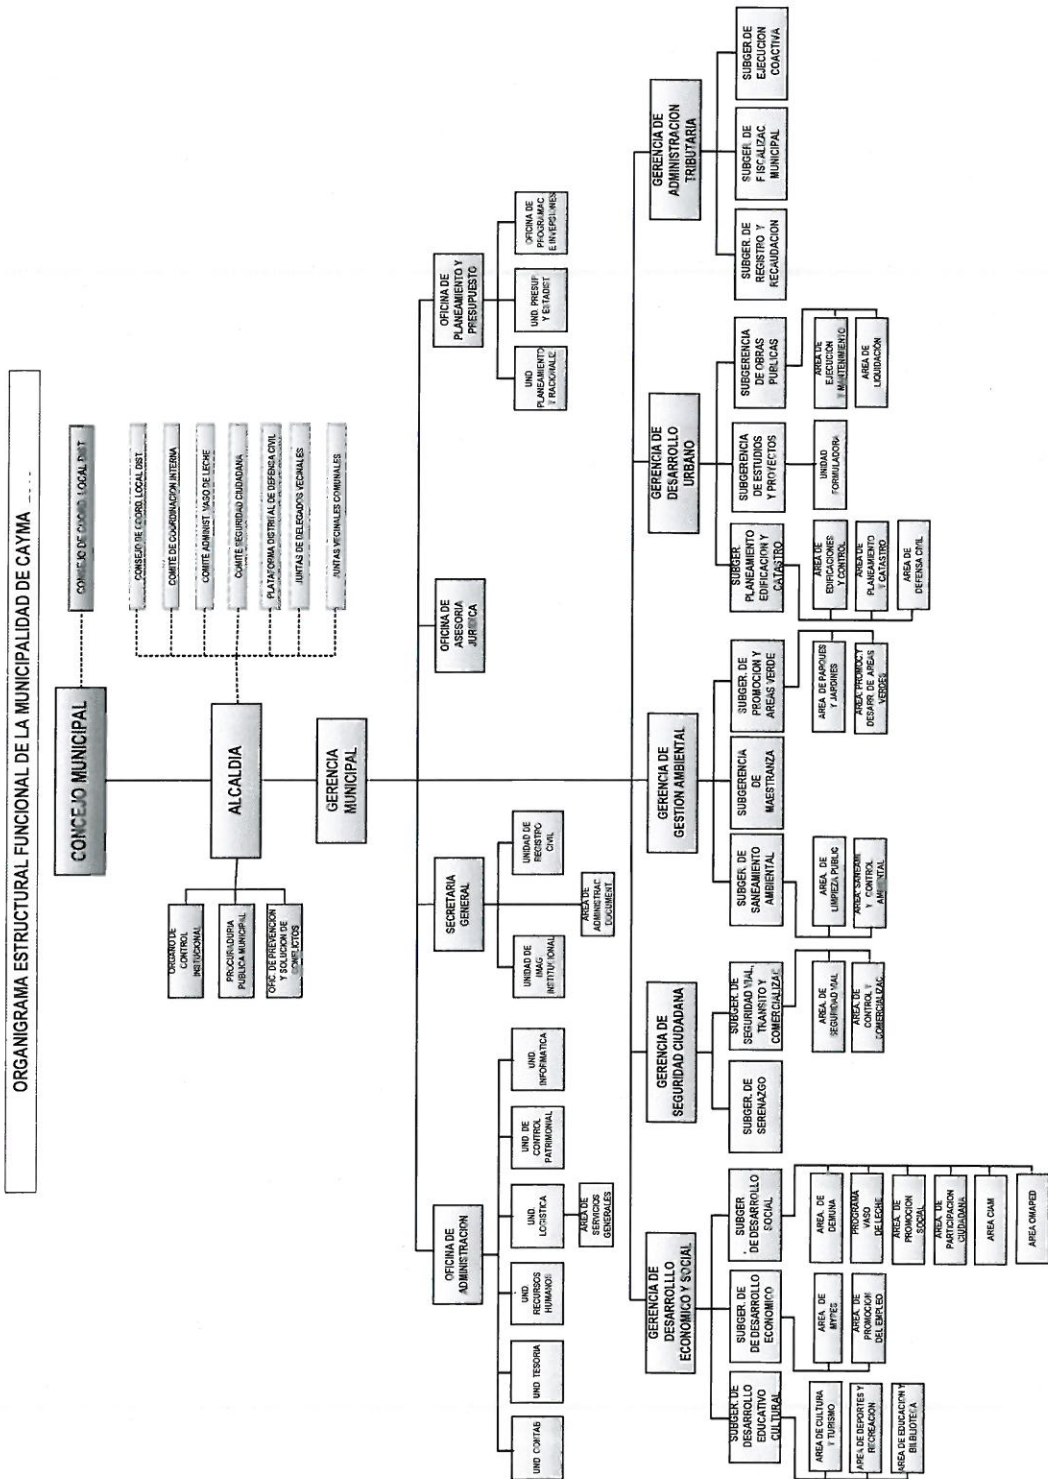 ORGANIGRAMA ESTRUCTURAL FUNCIONAL DE LA MUNICIPALIDAD DE CAYMA
CONCEJO MUNICIPAL
CONSEJO DE COORD. LOCAL DIST
ALCALDIA
CONSEJO DE COORD. LOCAL DIST
COMITÉ DE COORDINACION INTERNA
COMITÉ ADMINIST. VASO DE LECHE
COMITE SEGURIDAD CIUDADANA
PLATAFORMA DISTRITAL DE DEFENSA CIVIL
JUNTAS DE DELEGADOS VECINALES
JUNTAS VECINALES COMUNALES
ORGANO DE
CONTROL
INSTUCIONAL
PROCURADURIA
PUBLICA MUNICIPAL
OFIC. DE PREVENCION
Y SOLUCION DE
CONFLICTOS
GERENCIA
MUNICIPAL
OFICINA DE
ADMINISTRACION
UND CONTAB
UND TESORIA
UND
RECURSOS
HUMANOS
UND.
LOGISTICA
AREA DE
SERVICIOS
GENERALES
UND. DE
CONTROL
PATRIMONIAL
UND.
INFORMATICA
SECRETARIA
GENERAL
UNIDAD DE
IMAG
INSTITUCIONAL
AREA DE
ADMINISTRAC.
DOCUMENT.
UNIDAD DE
REGISTRO
CIVIL
OFICINA DE
ASESORIA
JURIDICA
OFICINA DE
PLANEAMIENTO Y
PRESUPUESTO
UND
PLANEAMIENTO
Y RACIONALE
UND. PRESUP
Y ESTADIST
OFICINA DE
PROGRAMAC
E INVERSIONES
GERENCIA DE
DESARROLLLO
ECONOMICO Y SOCIAL
SUBGER. DE
DESARROLLO
EDUCATIVO
CULTURAL
AREA DE CULTURA
Y TURISMO
AREA DE DEPORTES Y
RECREACION
AREA DE EDUCACION Y
BILBLIOTECA
SUBGER. DE
DE DESARROLLO
ECONOMICO
AREA DE
MYPES
AREA DE
PROMOCION
DEL EMPLEO
SUBGER
DE DESARROLLO
SOCIAL
AREA. DE
DEMUNA
PROGRAMA
VASO
DE LECHE
AREA. DE
PROMOCION
SOCIAL
AREA. DE
PARTICIPACION
CIUDADANA
AREA CIAM
AREA OMAPED
GERENCIA DE
SEGURIDAD CIUDADANA
SUBGER. DE
SERENAZGO
SUBGER. DE
SEGURIDAD VIAL,
TRANSITO Y
COMERCIALIZAC
AREA. DE
SEGURIDAD VIAL
AREA. DE
CONTROL Y
COMERCIALIZAC
GERENCIA DE
GESTION AMBIENTAL
SUBGER. DE
SANEAMIENTO
AMBIENTAL
AREA. DE
LIMPIEZA PUBLIC
AREA SANEAM
Y CONTROL
AMBIENTAL
SUBGERENCIA
DE
MAESTRANZA
SUBGER. DE
PROMOCION Y
AREAS VERDE
AREA DE PARQUES
Y JARDINES
AREA. PROMOC Y
DESARR. DE AREAS
VERDES
GERENCIA DE
DESARROLLO
URBANO
SUBGER.
PLANEAMIENTO
EDIFICACION Y
CATASTRO
AREA DE
EDIFICACIONES
Y CONTROL
AREA DE
PLANEAMIENTO
Y CATASTRO
AREA DE
DEFENSA CIVIL
SUBGERENCIA
DE ESTUDIOS
Y PROYECTOS
UNIDAD
FORMULADORA
SUBGERENCIA
DE OBRAS
PUBLICAS
AREA DE
EJECUCION
Y MANTENIMIENTO
AREA DE
LIQUIDACIÓN
GERENCIA DE
ADMINISTRACION
TRIBUTARIA
SUBGER. DE
REGISTRO Y
RECAUDACION
SUBGER. DE
FISCALIZAC
MUNICIPAL
SUBGER.DE
EJECUCION
COACTIVA